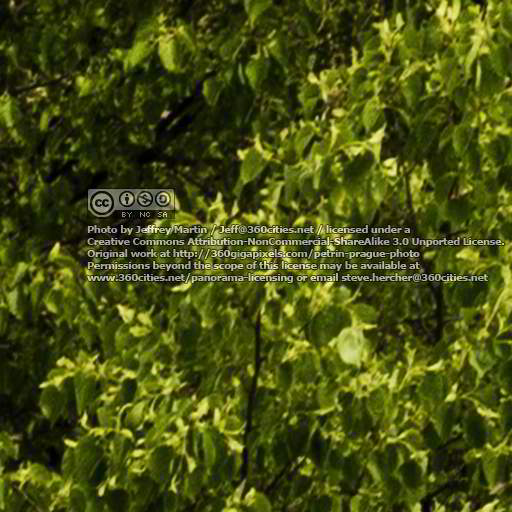 cc BY NC SA
Photo by Jeffrey Martin / Jeff@360cities.net / licensed under a
Creative Commons Attribution-NonCommercial-ShareAlike 3.0 Unported License.
Original work at http://360gigapixels.com/petrin-prague-photo
Permissions beyond the scope of this license may be available at
www.360cities.net/panorama-licensing or email steve.hercher@360cities.net